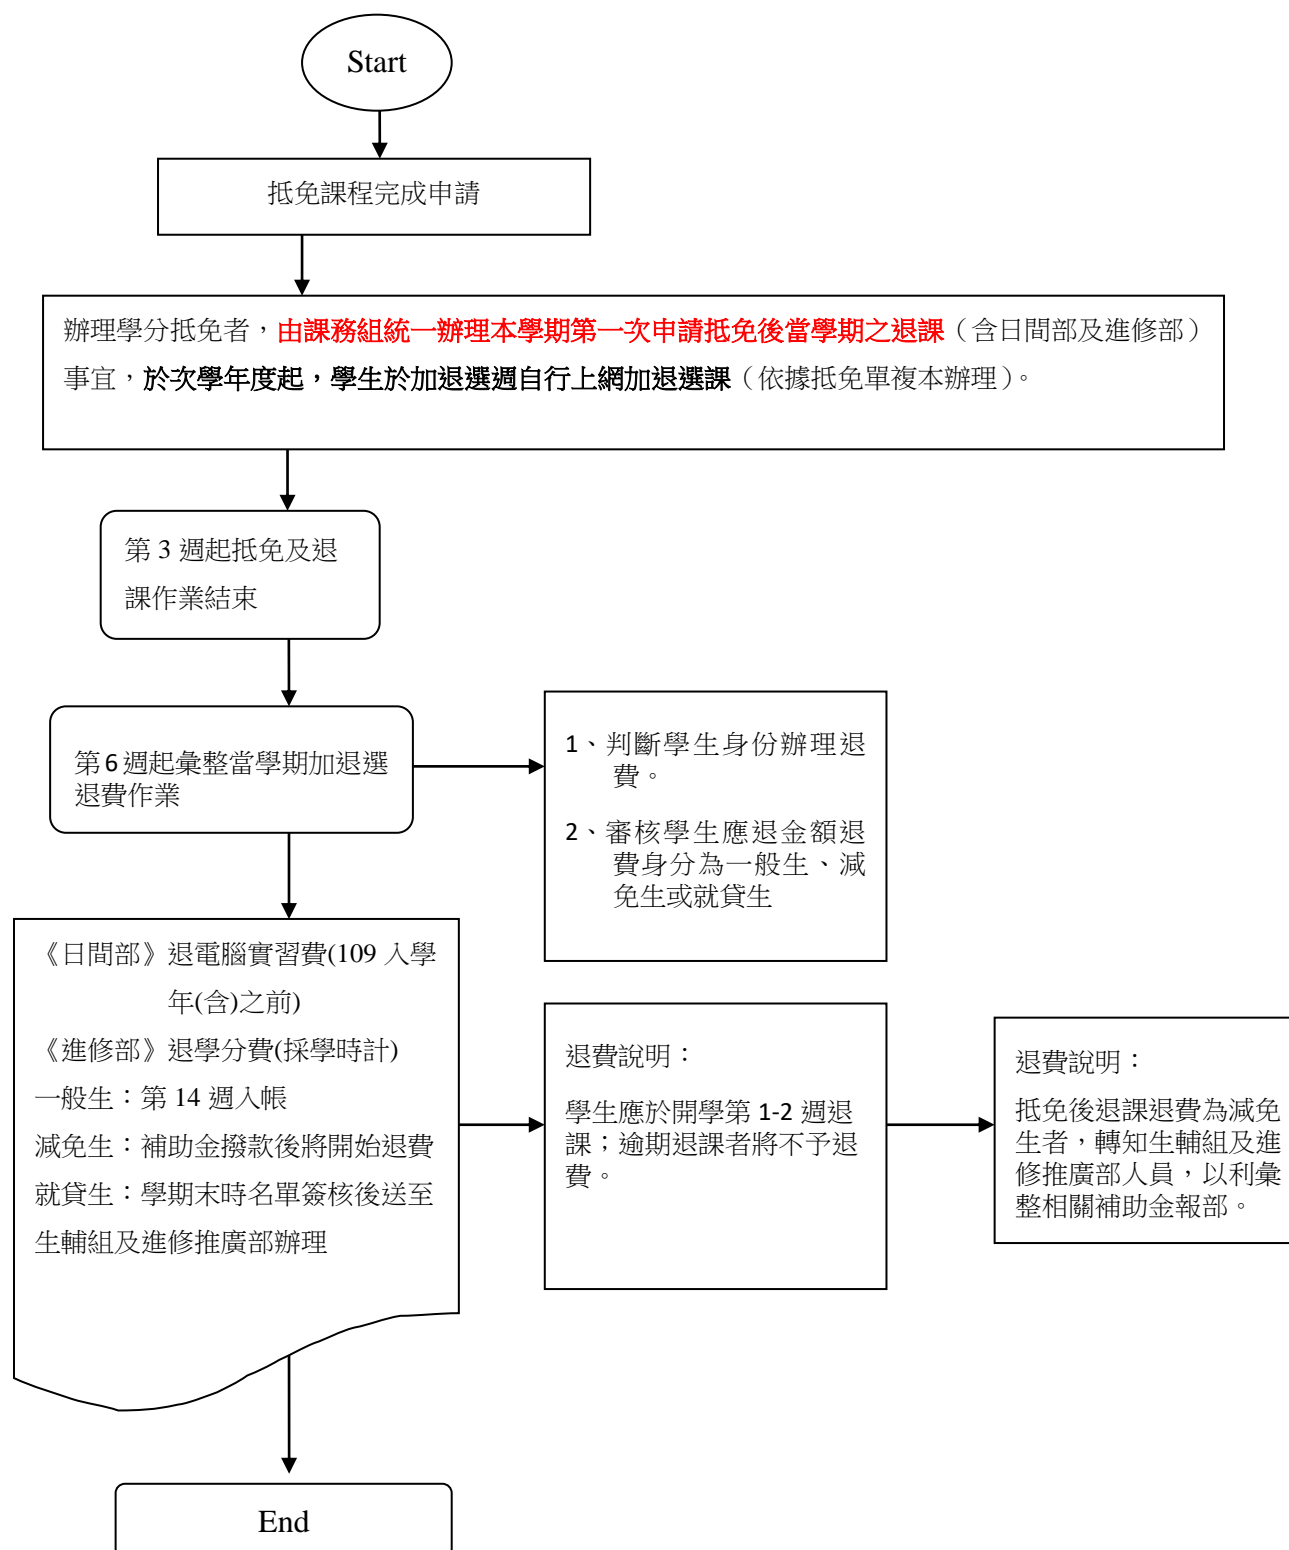 Start
抵免課程完成申請
辦理學分抵免者，由課務組統一辦理本學期第一次申請抵免後當學期之退課（含日間部及進修部）
事宜，於次學年度起，學生於加退選週自行上網加退選課（依據抵免單複本辦理）。
第 3 週起抵免及退
課作業結束
第6週起彙整當學期加退選
退費作業
1、判斷學生身份辦理退
費。
2、審核學生應退金額退
費身分為一般生、減
免生或就貸生
《日間部》退電腦實習費(109 入學
年(含)之前)
《進修部》退學分費(採學時計)
一般生：第 14 週入帳
減免生：補助金撥款後將開始退費
就貸生：學期末時名單簽核後送至
生輔組及進修推廣部辦理
退費說明：
學生應於開學第 1-2 週退
課；逾期退課者將不予退
費。
退費說明：
抵免後退課退費為減免
生者，轉知生輔組及進
修推廣部人員，以利彙
整相關補助金報部。
End